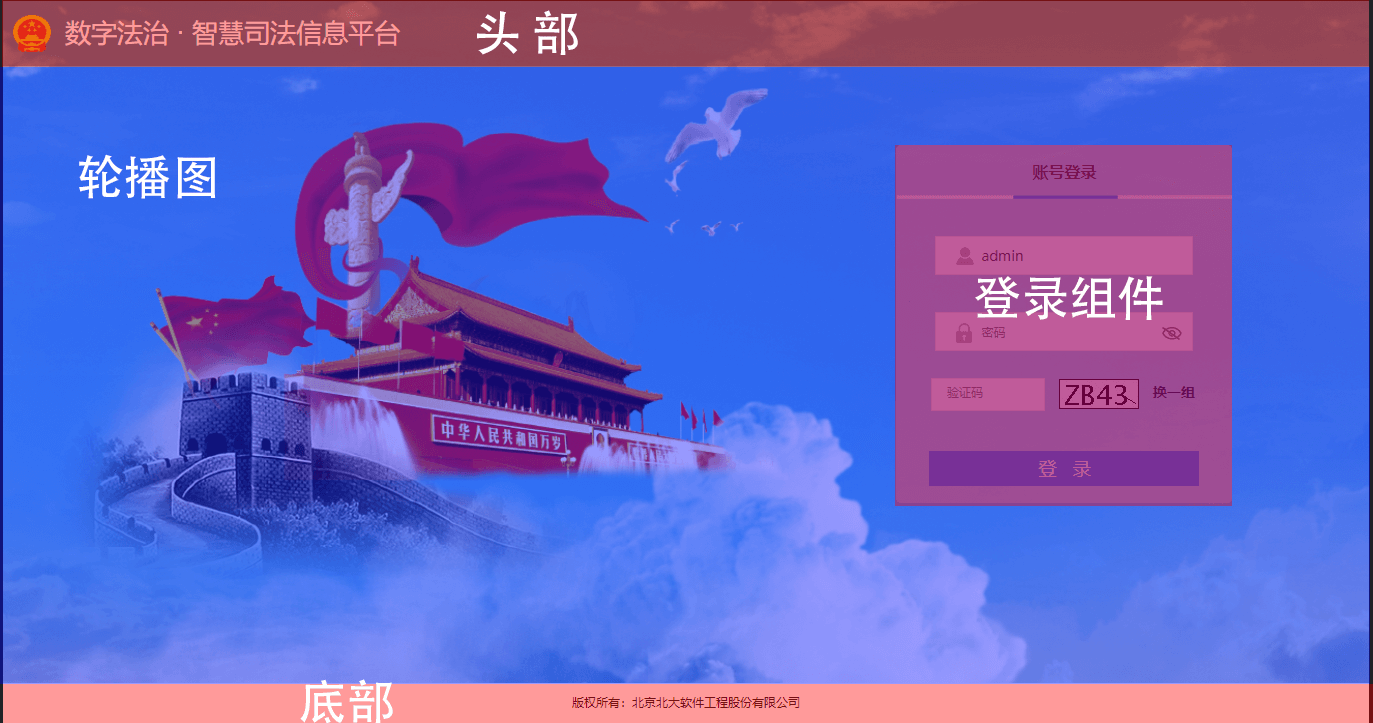 数字法治 · 智慧司法信息平台
头 部
轮播图
账号登录
admin
登录组件
密码
验证码
ZB43
换一组
登 录
中华人民共和国万岁
底部
版权所有：北京北大软件工程股份有限公司